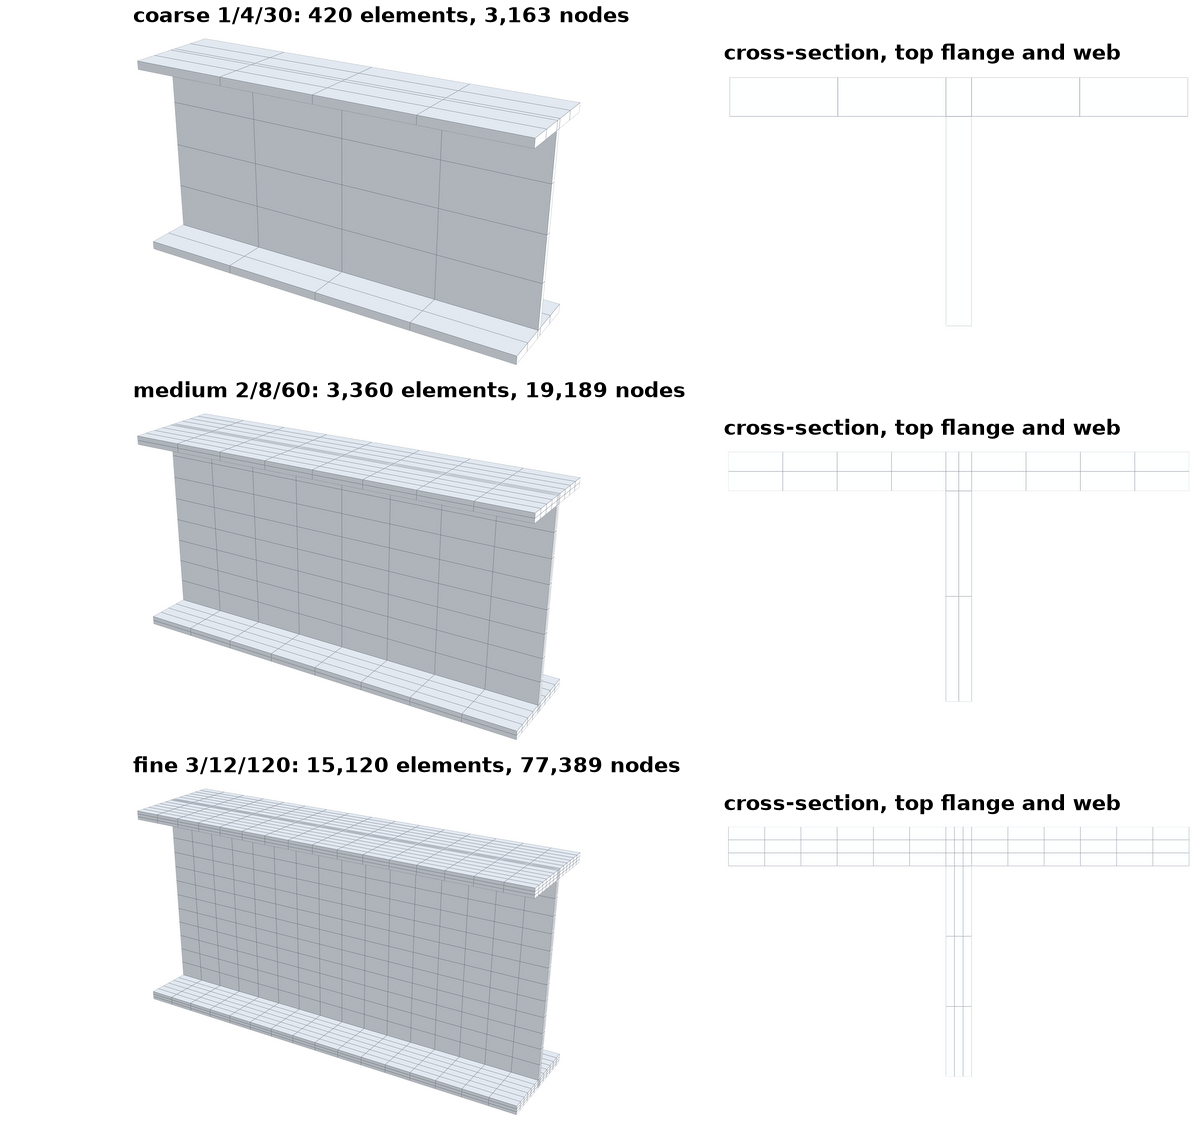 coarse 1/4/30: 420 elements, 3,163 nodes
cross-section, top flange and web
medium 2/8/60: 3,360 elements, 19,189 nodes
cross-section, top flange and web
fine 3/12/120: 15,120 elements, 77,389 nodes
cross-section, top flange and web